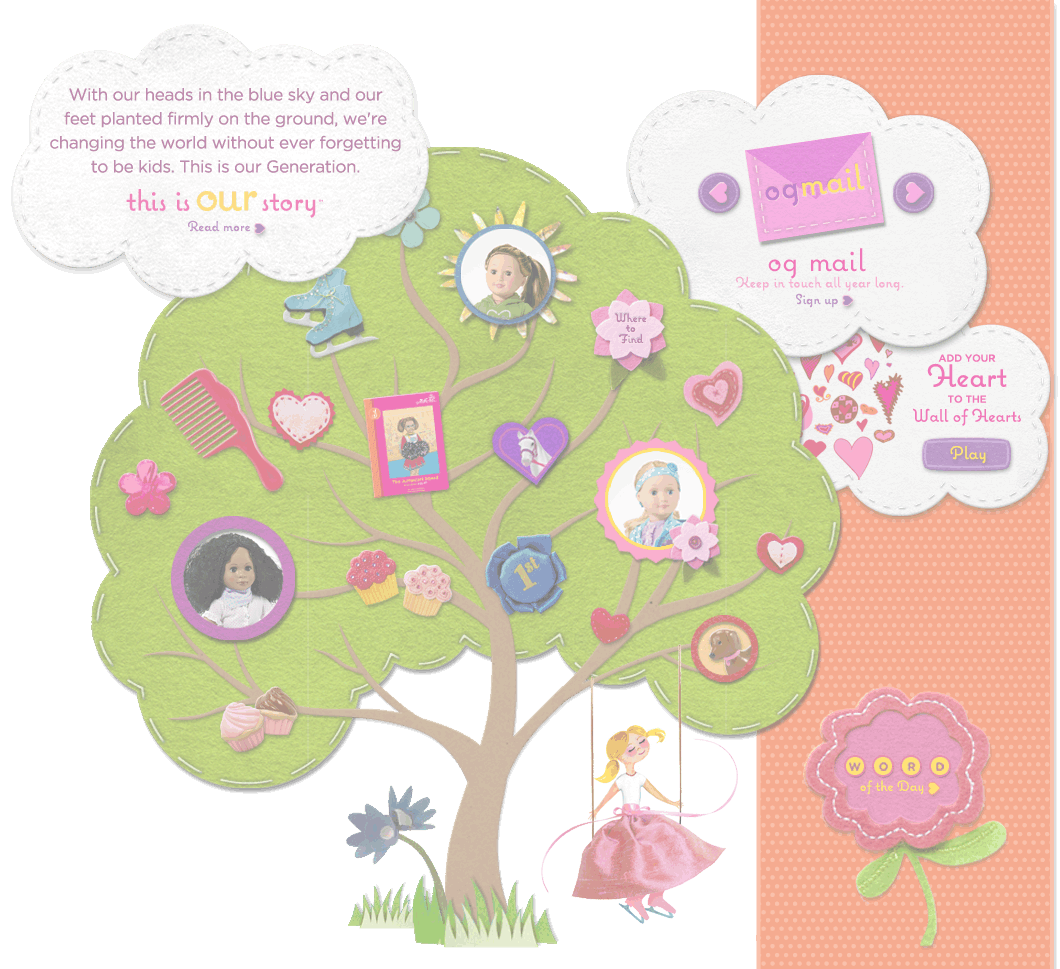 With our heads in the blue sky and our
feet planted firmly on the ground, we're
changing the world without ever forgetting
to be kids. This is our Generation.
this is our story™
Read more
ogmail
og mail
Keep in touch all year long.
Sign up
Where
to
Find
ADD YOUR
Heart
TO THE
Wall of Hearts
Play
1st
WORD
of the Day